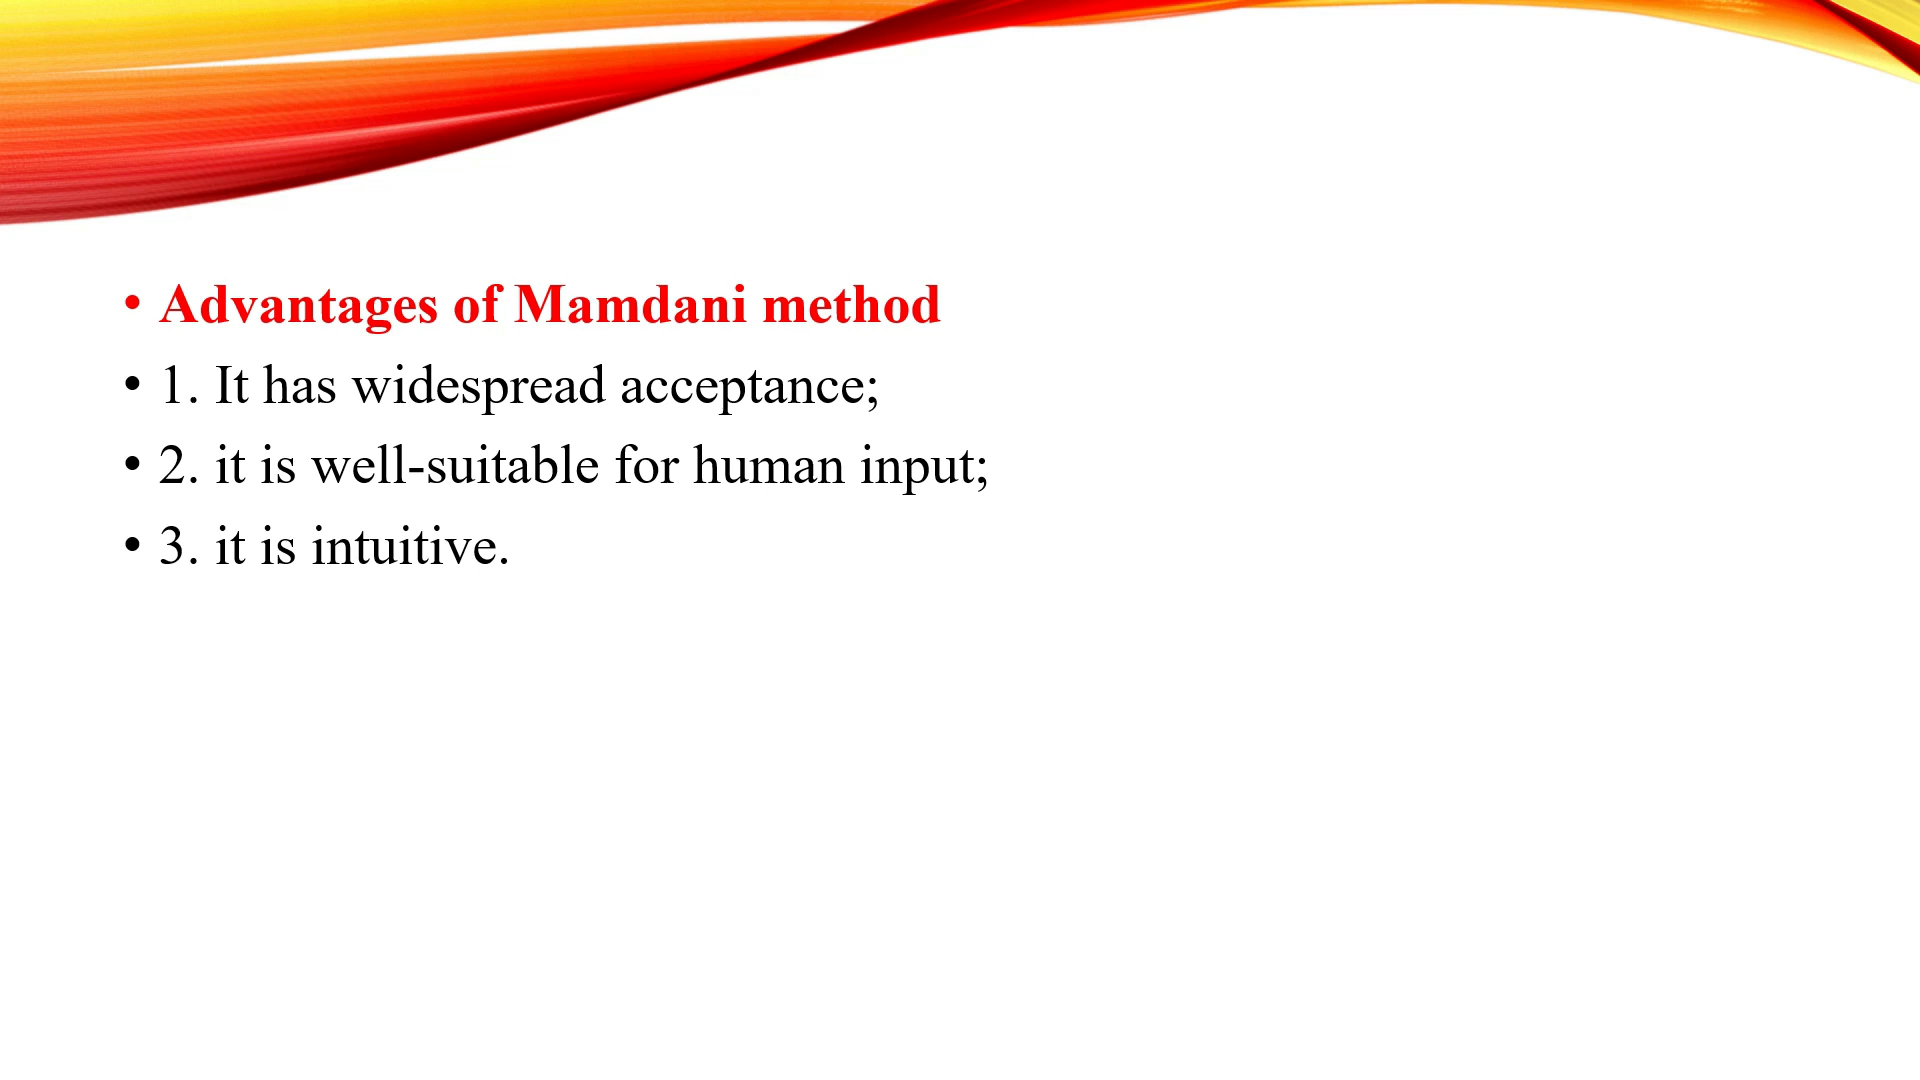 • Advantages of Mamdani method
• 1. It has widespread acceptance;
• 2. it is well-suitable for human input;
• 3. it is intuitive.